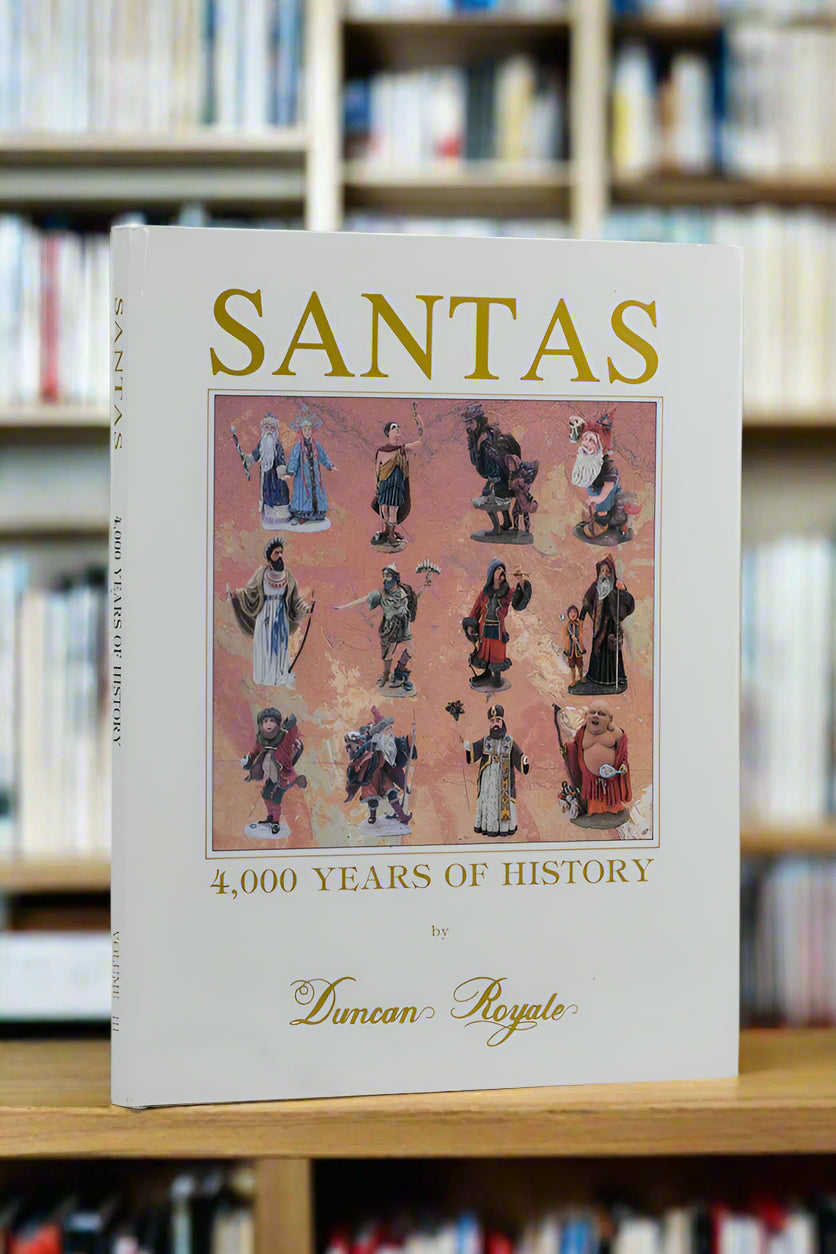 SANTAS
4,000 YEARS OF HISTORY
by
Duncan Royale
SANTAS
4,000 YEARS OF HISTORY
VOLUME III